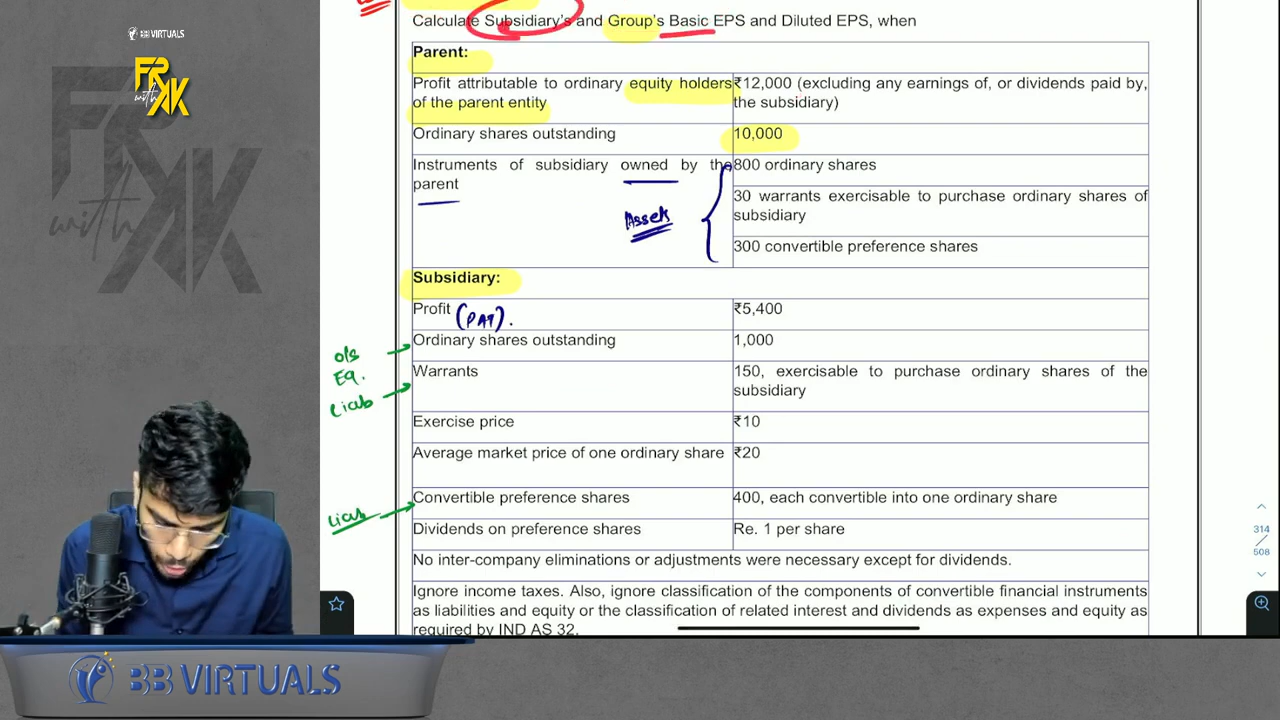 Calculate Subsidiary's and Group's Basic EPS and Diluted EPS, when
BB VIRTUALS
FR
with
AK
FR
with
AK
Parent:
Profit attributable to ordinary equity holders
of the parent entity
₹12,000 (excluding any earnings of, or dividends paid by,
the subsidiary)
Ordinary shares outstanding
10,000
Instruments of subsidiary owned by the
parent
Assets
800 ordinary shares
30 warrants exercisable to purchase ordinary shares of
subsidiary
300 convertible preference shares
Subsidiary:
Profit (PAT).
₹5,400
Ordinary shares outstanding
1,000
o/s
Eq.
Warrants
150, exercisable to purchase ordinary shares of the
subsidiary
Liab
Exercise price
₹10
Average market price of one ordinary share
₹20
Convertible preference shares
400, each convertible into one ordinary share
Liab
Dividends on preference shares
Re. 1 per share
314
508
No inter-company eliminations or adjustments were necessary except for dividends.
Ignore income taxes. Also, ignore classification of the components of convertible financial instruments
as liabilities and equity or the classification of related interest and dividends as expenses and equity as
required by IND AS 32.
BB VIRTUALS